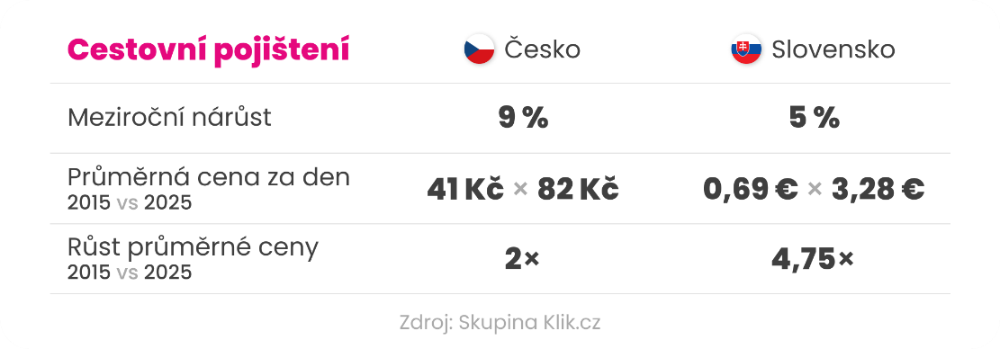 Cestovní pojištění Česko Slovensko
Meziroční nárůst 9 % 5 %
Průměrná cena za den
2015 vs 2025
41 Kč × 82 Kč 0,69 € × 3,28 €
Růst průměrné ceny
2015 vs 2025
2× 4,75×
Zdroj: Skupina Klik.cz